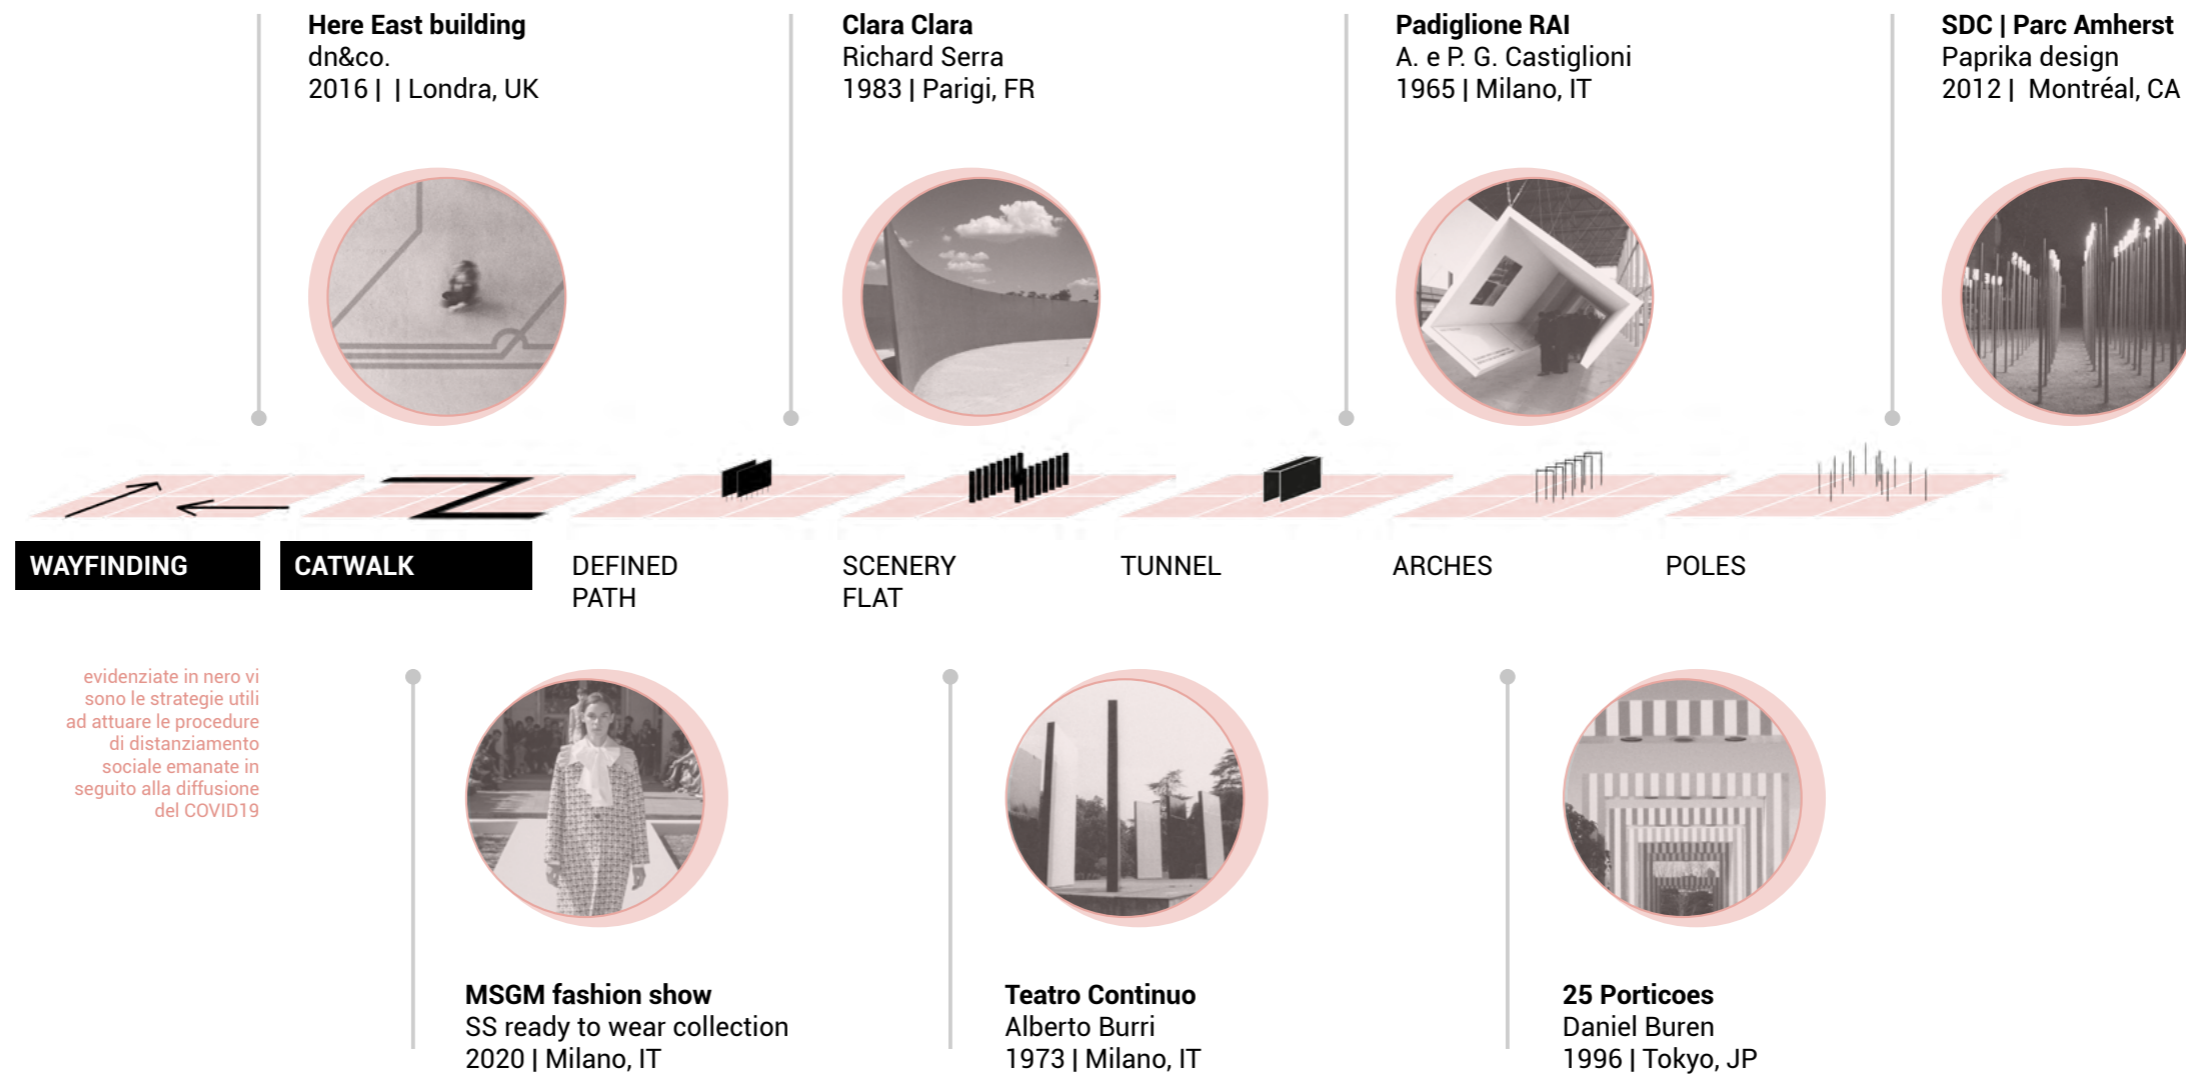 Here East building
dn&co.
2016 | | Londra, UK
Clara Clara
Richard Serra
1983 | Parigi, FR
Padiglione RAI
A. e P. G. Castiglioni
1965 | Milano, IT
SDC | Parc Amherst
Paprika design
2012 | Montréal, CA
WAYFINDING
CATWALK
DEFINED
PATH
SCENERY
FLAT
TUNNEL
ARCHES
POLES
evidenziate in nero vi
sono le strategie utili
ad attuare le procedure
di distanziamento
sociale emanate in
seguito alla diffusione
del COVID19
MSGM fashion show
SS ready to wear collection
2020 | Milano, IT
Teatro Continuo
Alberto Burri
1973 | Milano, IT
25 Porticoes
Daniel Buren
1996 | Tokyo, JP